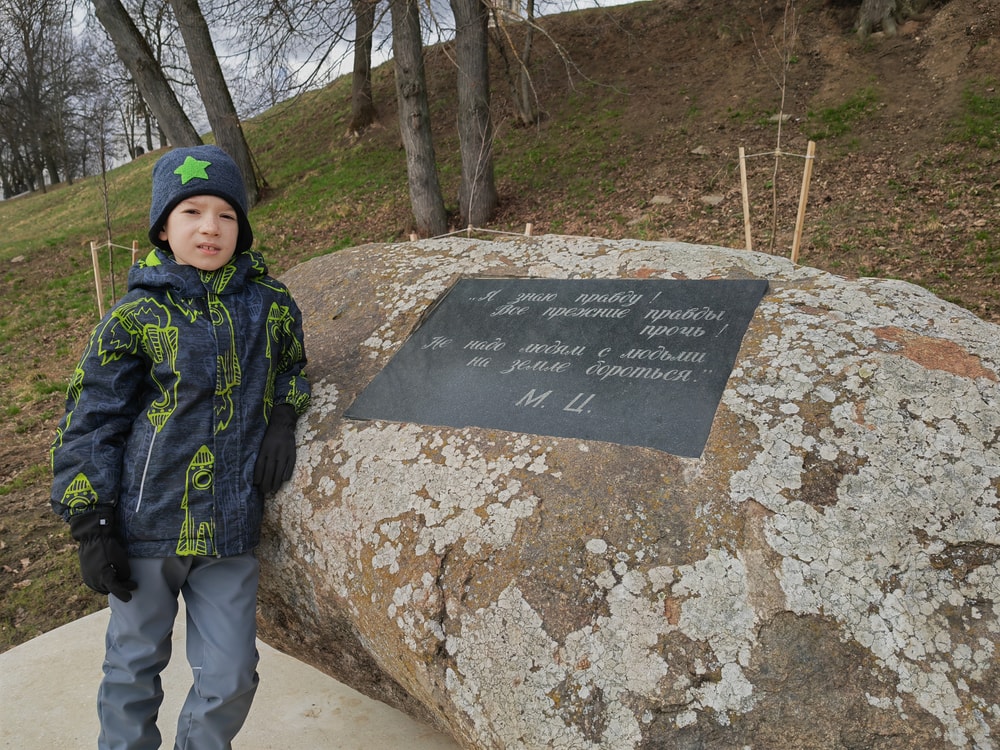 „Я знаю правду!
Все прежние правды
прочь!
Не надо людям с людьми
на земле бороться."
М. Ц.